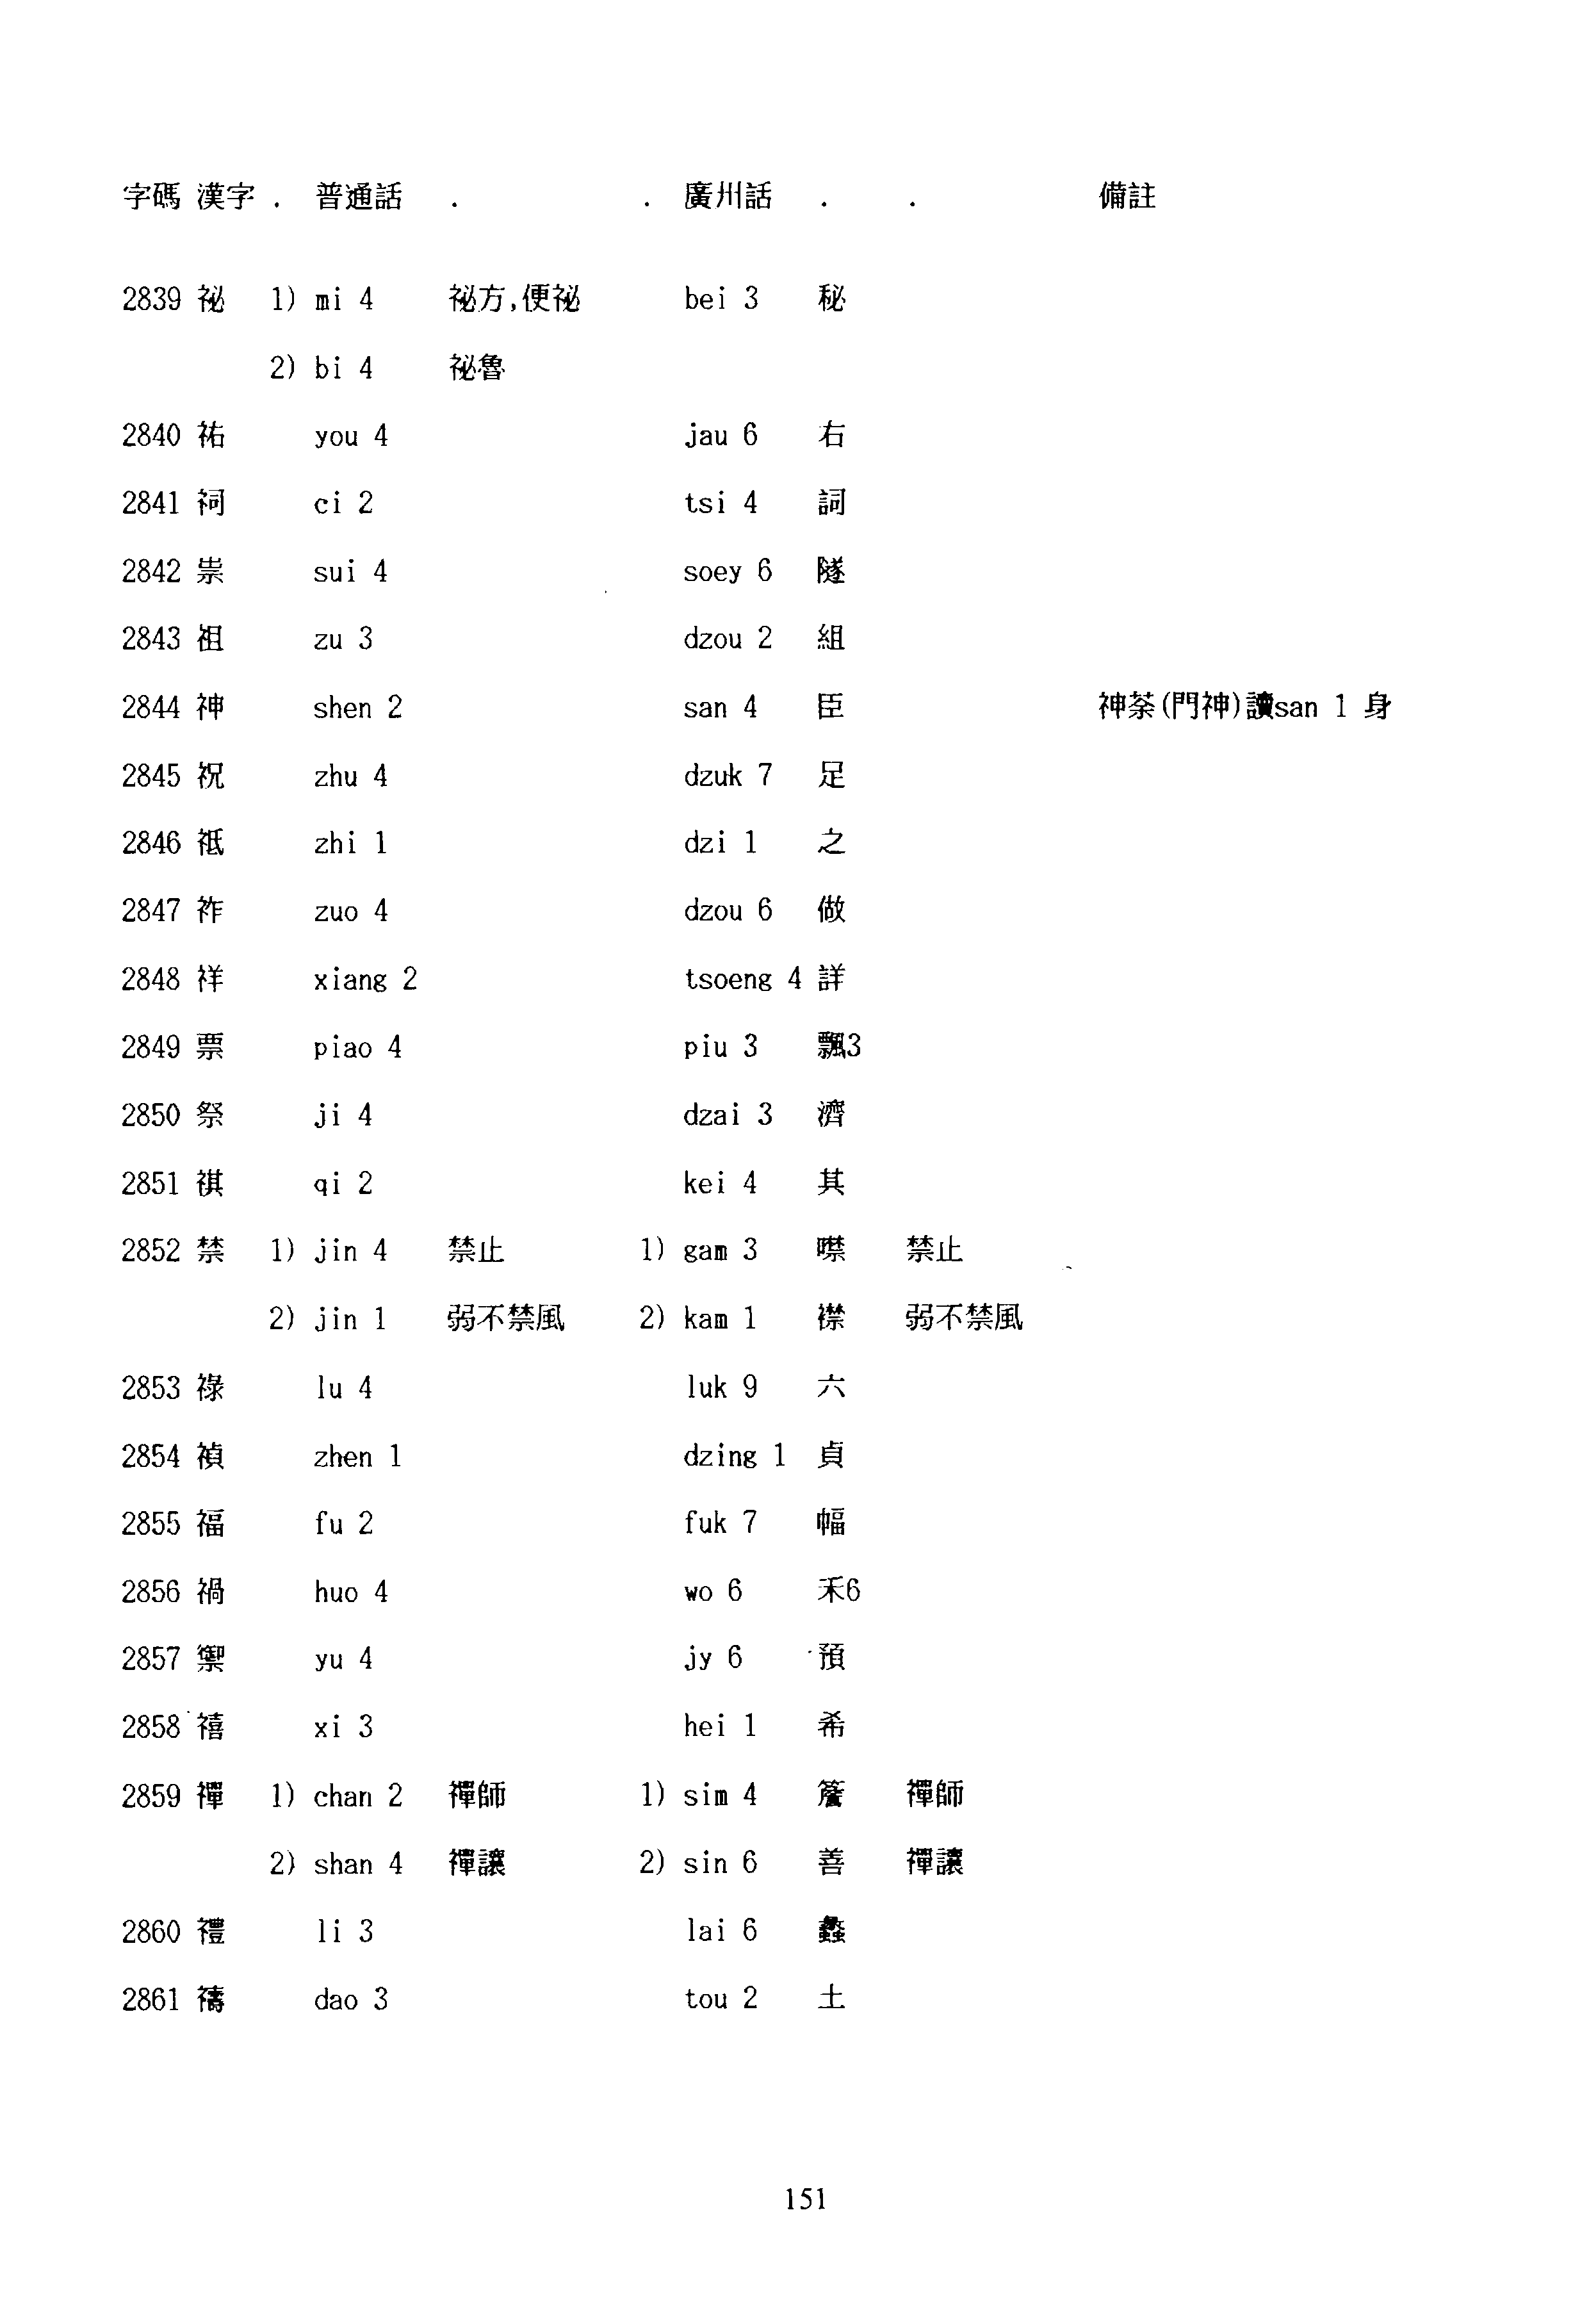 字碼 漢字 . 普通話 . . 廣州話 . . 備註
2839 祕 1) mi 4 祕方,便祕 bei 3 秘
2) bi 4 祕魯
2840 祐 you 4 jau 6 右
2841 祠 ci 2 tsi 4 詞
2842 祟 sui 4 soey 6 隧
2843 祖 zu 3 dzou 2 組
2844 神 shen 2 san 4 臣 神荼(門神)讀san 1 身
2845 祝 zhu 4 dzuk 7 足
2846 祗 zhi 1 dzi 1 之
2847 祚 zuo 4 dzou 6 做
2848 祥 xiang 2 tsoeng 4 詳
2849 票 piao 4 piu 3 飄3
2850 祭 ji 4 dzai 3 濟
2851 祺 qi 2 kei 4 其
2852 禁 1) jin 4 禁止 1) gam 3 噤 禁止
2) jin 1 弱不禁風 2) kam 1 襟 弱不禁風
2853 祿 lu 4 luk 9 六
2854 禎 zhen 1 dzing 1 貞
2855 福 fu 2 fuk 7 幅
2856 禍 huo 4 wo 6 禾6
2857 禦 yu 4 jy 6 預
2858 禧 xi 3 hei 1 希
2859 禪 1) chan 2 禪師 1) sim 4 簷 禪師
2) shan 4 禪讓 2) sin 6 善 禪讓
2860 禮 li 3 lai 6 蠡
2861 禱 dao 3 tou 2 土
151